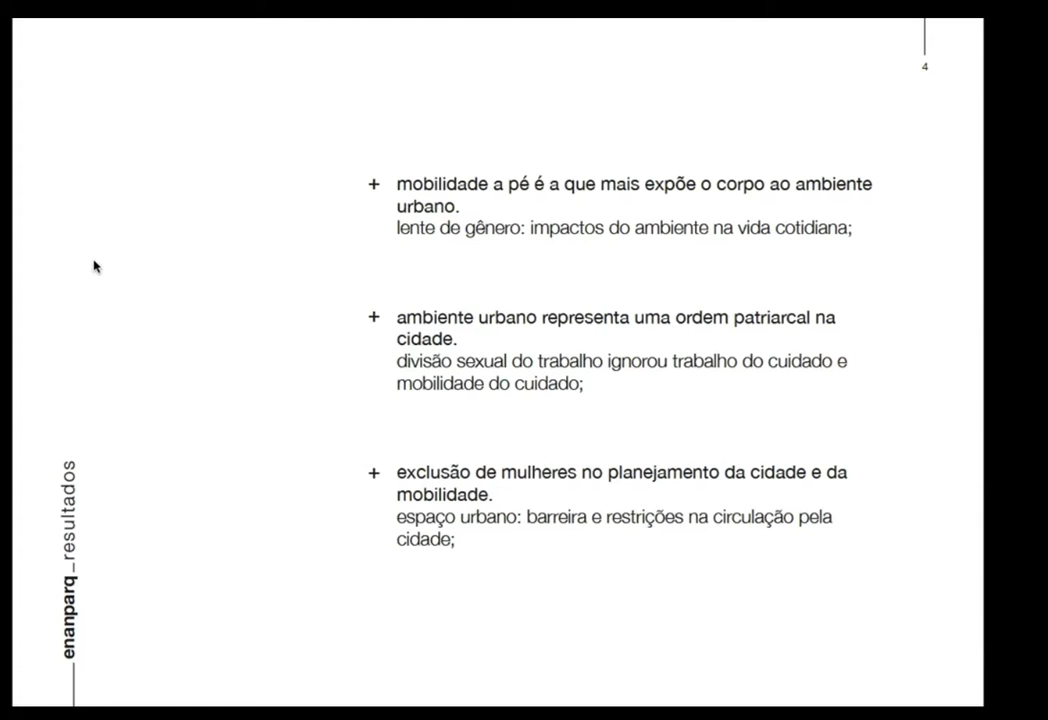 4
+ mobilidade a pé é a que mais expõe o corpo ao ambiente
urbano.
lente de gênero: impactos do ambiente na vida cotidiana;
+ ambiente urbano representa uma ordem patriarcal na
cidade.
divisão sexual do trabalho ignorou trabalho do cuidado e
mobilidade do cuidado;
+ exclusão de mulheres no planejamento da cidade e da
mobilidade.
espaço urbano: barreira e restrições na circulação pela
cidade;
enanparq_resultados